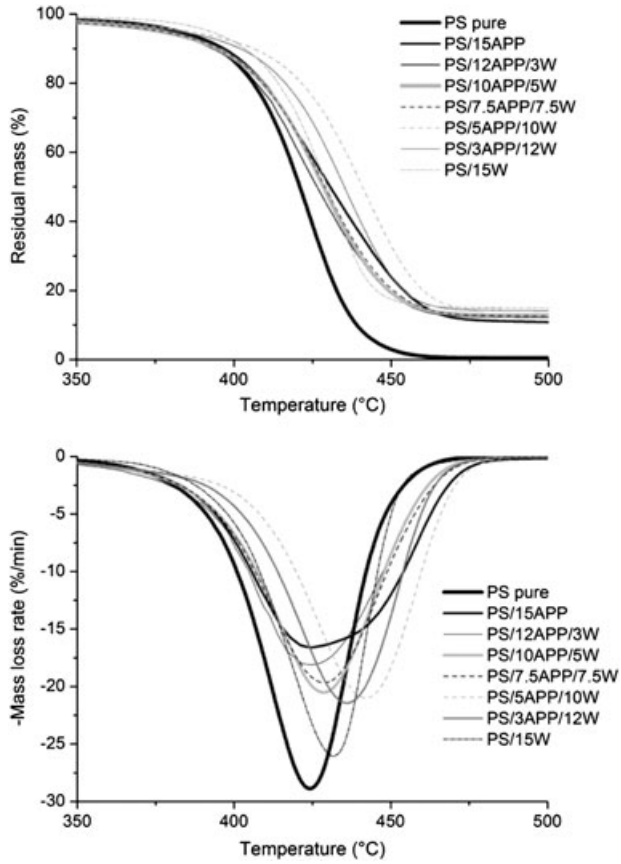 100
80
60
40
20
0
Residual mass (%)
PS pure
PS/15APP
PS/12APP/3W
PS/10APP/5W
PS/7.5APP/7.5W
PS/5APP/10W
PS/3APP/12W
PS/15W
350
400
450
500
Temperature (°C)
0
-5
-10
-15
-20
-25
-30
-Mass loss rate (%/min)
PS pure
PS/15APP
PS/12APP/3W
PS/10APP/5W
PS/7.5APP/7.5W
PS/5APP/10W
PS/3APP/12W
PS/15W
350
400
450
500
Temperature (°C)